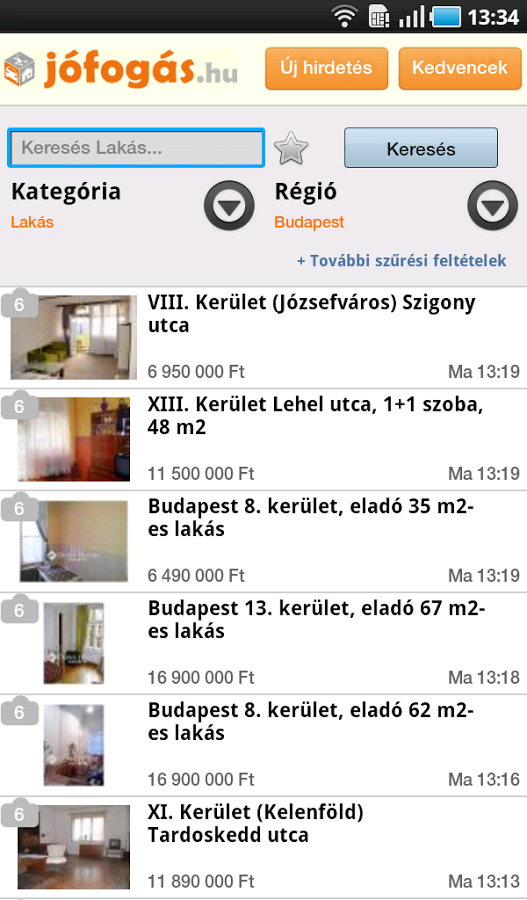 13:34
jófogás.hu
Új hirdetés
Kedvencek
Keresés Lakás...
Keresés
Kategória
Régió
Lakás
Budapest
+ További szűrési feltételek
6
VIII. Kerület (Józsefváros) Szigony
utca
6 950 000 Ft
Ma 13:19
6
XIII. Kerület Lehel utca, 1+1 szoba,
48 m2
11 500 000 Ft
Ma 13:19
6
Budapest 8. kerület, eladó 35 m2-
es lakás
6 490 000 Ft
Ma 13:19
6
Budapest 13. kerület, eladó 67 m2-
es lakás
16 900 000 Ft
Ma 13:18
6
Budapest 8. kerület, eladó 62 m2-
es lakás
16 900 000 Ft
Ma 13:16
6
XI. Kerület (Kelenföld)
Tardoskedd utca
11 890 000 Ft
Ma 13:13